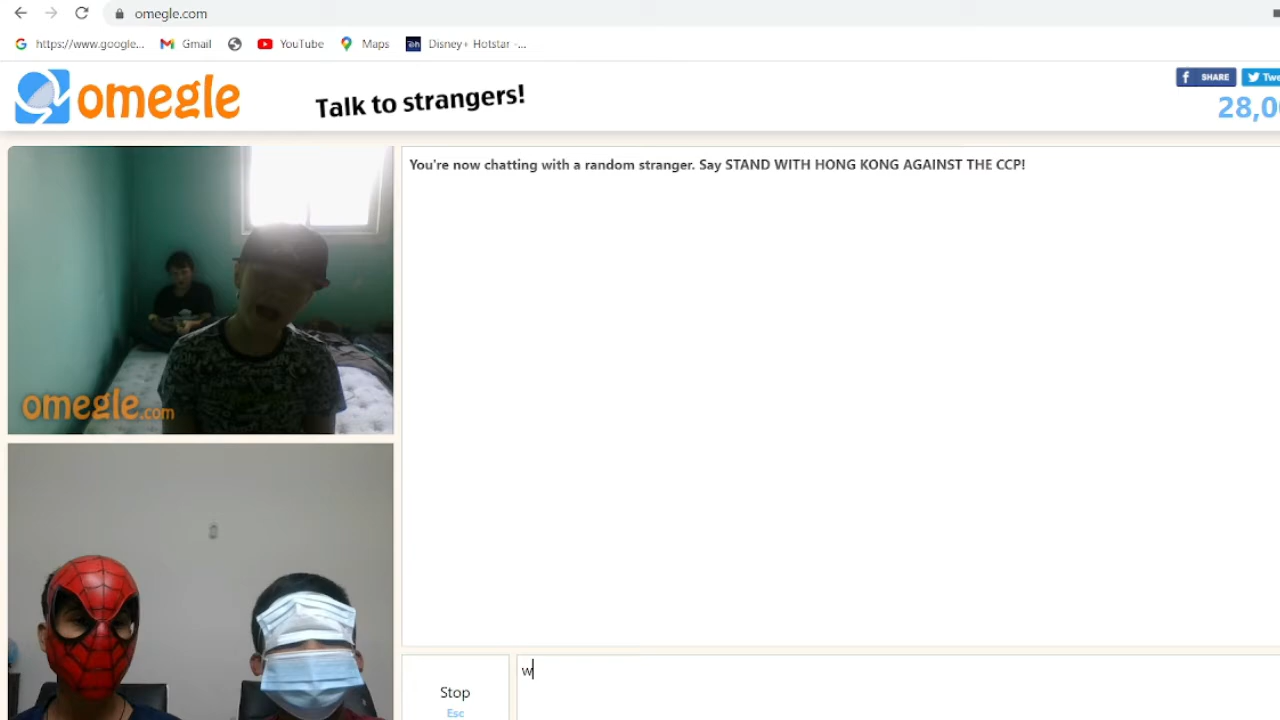 omegle.com
https://www.google...
Gmail
YouTube
Maps
Disney+ Hotstar -...
omegle
Talk to strangers!
SHARE
28,0
You're now chatting with a random stranger. Say STAND WITH HONG KONG AGAINST THE CCP!
omegle.com
w
Stop
Esc